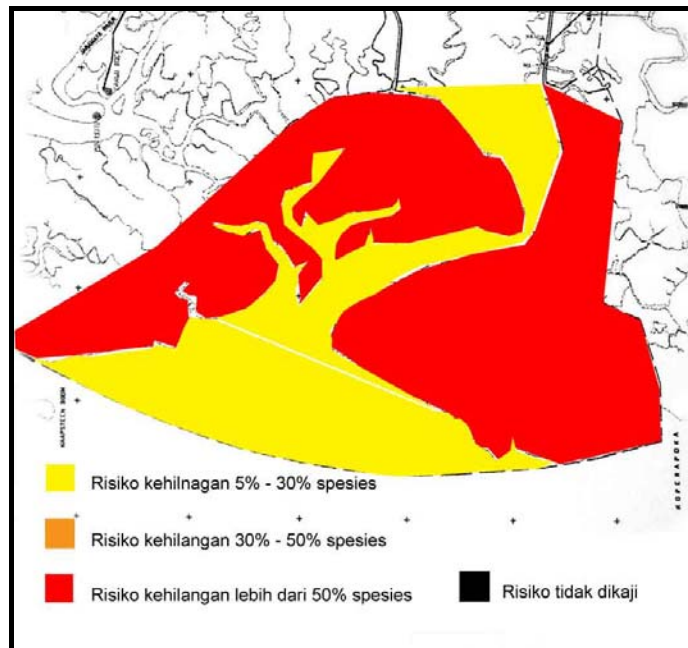 Risiko kehilnagan 5% - 30% spesies
Risiko kehilangan 30% - 50% spesies
Risiko kehilangan lebih dari 50% spesies
Risiko tidak dikaji